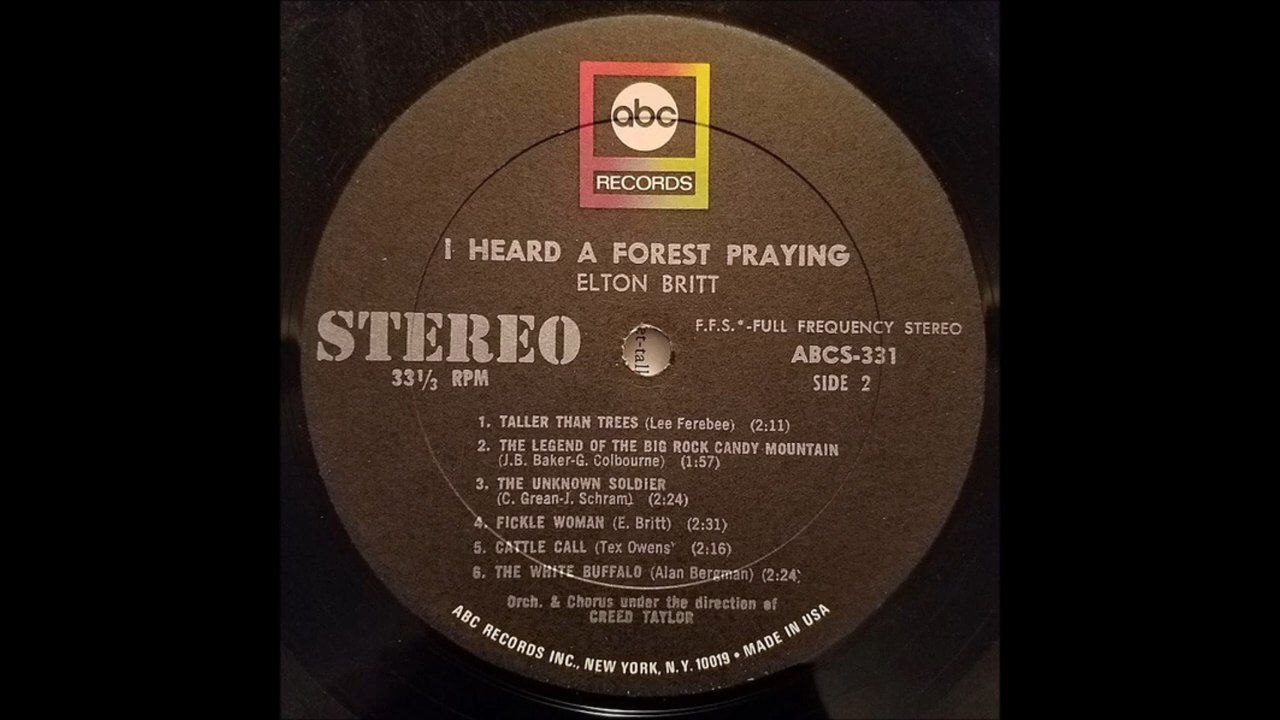 abc
RECORDS
I HEARD A FOREST PRAYING
ELTON BRITT
STEREO
33⅓ RPM
F.F.S.*-FULL FREQUENCY STEREO
ABCS-331
SIDE 2
1. TALLER THAN TREES (Lee Ferebee) (2:11)
2. THE LEGEND OF THE BIG ROCK CANDY MOUNTAIN
(J.B. Baker-G. Colbourne) (1:57)
3. THE UNKNOWN SOLDIER
(C. Grean-J. Schram) (2:24)
4. FICKLE WOMAN (E. Britt) (2:31)
5. CATTLE CALL (Tex Owens) (2:16)
6. THE WHITE BUFFALO (Alan Bergman) (2:24)
Orch. & Chorus under the direction of
CREED TAYLOR
ABC RECORDS INC., NEW YORK, N.Y. 10019 • MADE IN USA